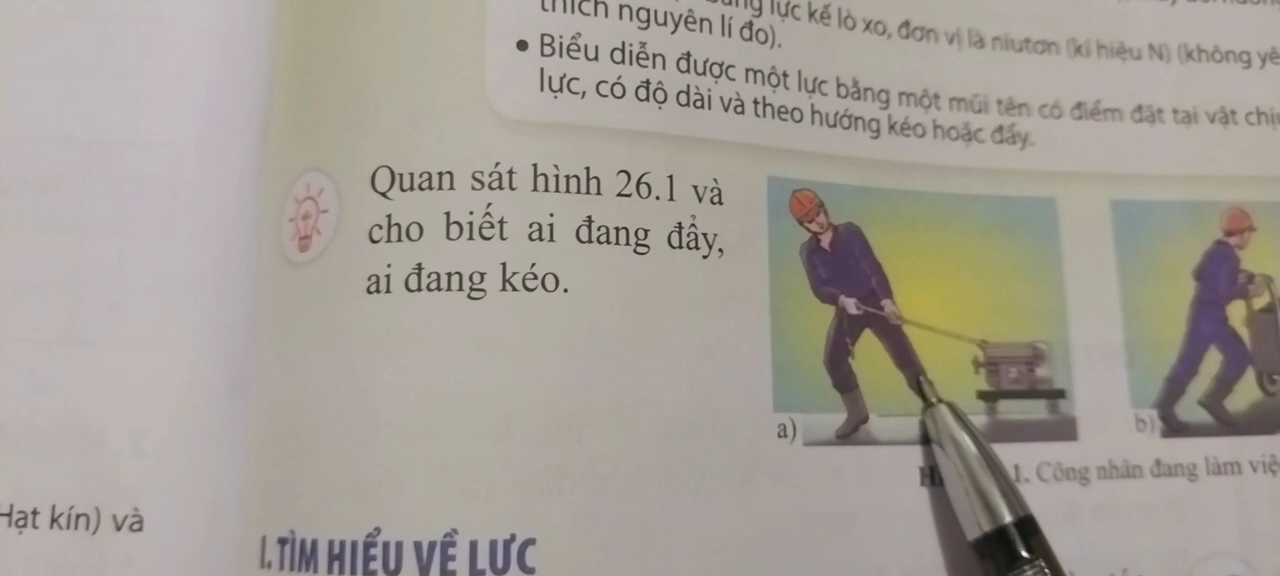 lực kế lò xo, đơn vị là niutơn (kí hiệu N) (không
thích nguyên lí đo).
• Biểu diễn được một lực bằng một mũi tên có điểm đặt tại vật
lực, có độ dài và theo hướng kéo hoặc đẩy.
Quan sát hình 26.1 và
cho biết ai đang đẩy,
ai đang kéo.
a)
b)
1. Công nhân đang làm
Hạt kín) và
I. TÌM HIỂU VỀ LỰC